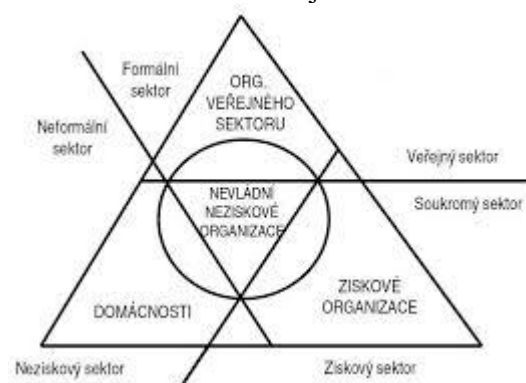 Formální
sektor
ORG.
VEŘEJNÉHO
SEKTORU
Neformální
sektor
Veřejný sektor
Soukromý sektor
NEVLÁDNÍ
NEZISKOVÉ
ORGANIZACE
DOMÁCNOSTI
ZISKOVÉ
ORGANIZACE
Neziskový sektor
Ziskový sektor